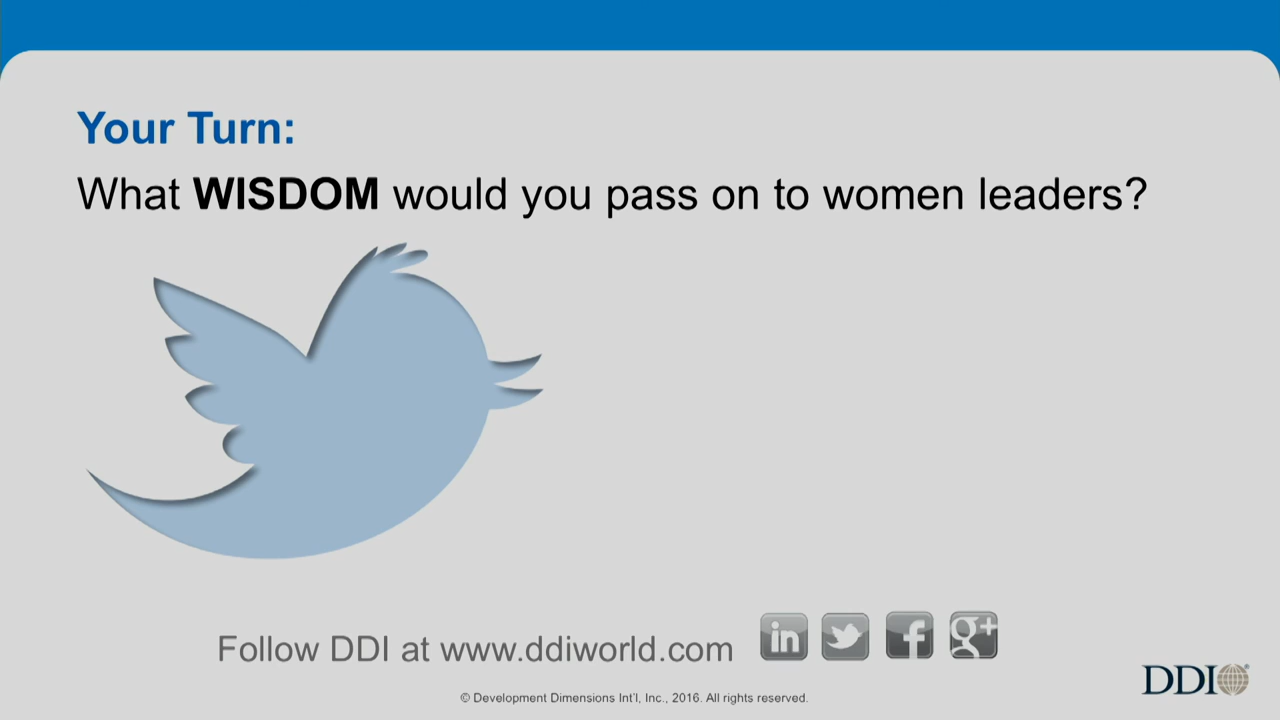 Your Turn:
What WISDOM would you pass on to women leaders?
Follow DDI at www.ddiworld.com
in f g+
© Development Dimensions Int'l, Inc., 2016. All rights reserved.
DDI